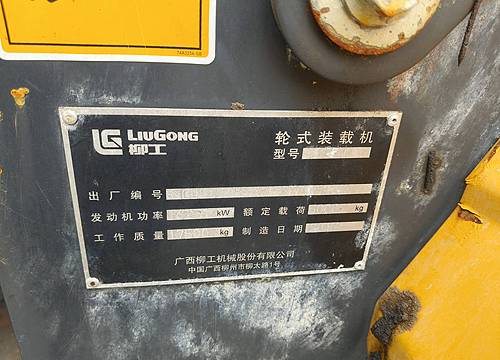 LIUGONG
柳工
轮式装载机
型号
出厂编号
发动机功率 kW 额定载荷 kg
工作质量 kg 制造日期
广西柳工机械股份有限公司
中国广西柳州市柳太路1号